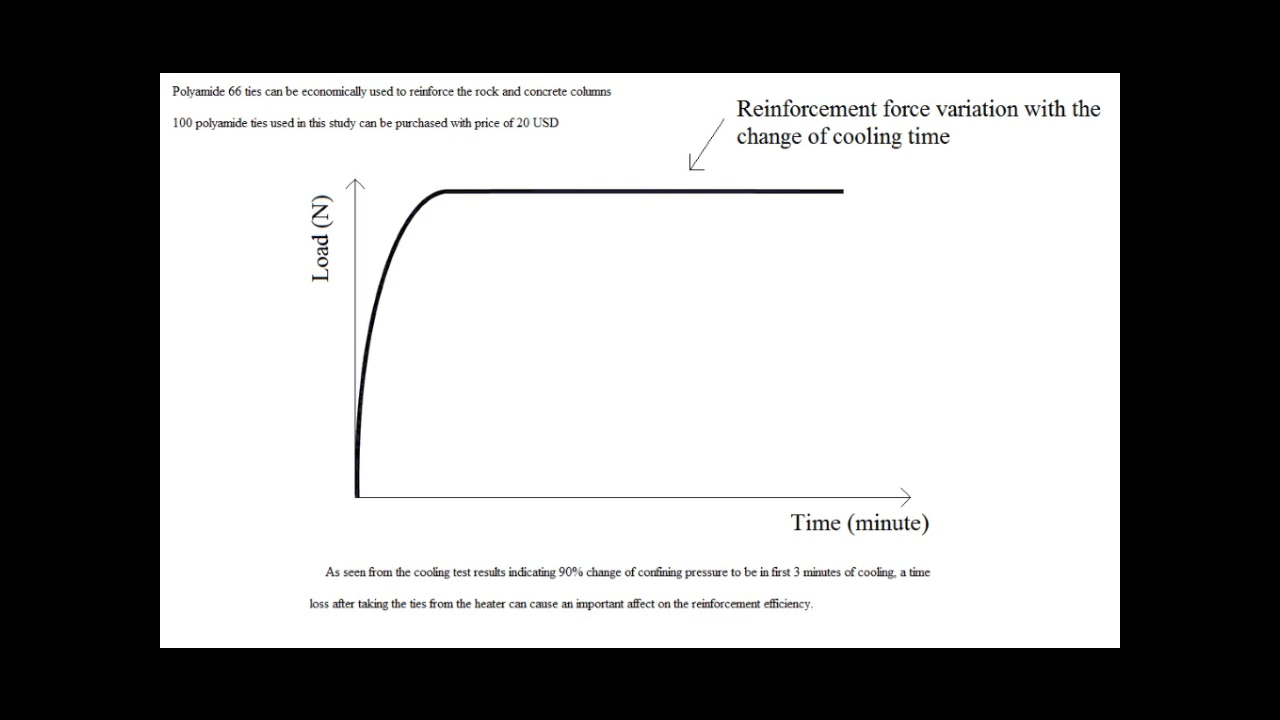 Polyamide 66 ties can be economically used to reinforce the rock and concrete columns
100 polyamide ties used in this study can be purchased with price of 20 USD
Reinforcement force variation with the
change of cooling time
Load (N)
Time (minute)
As seen from the cooling test results indicating 90% change of confining pressure to be in first 3 minutes of cooling, a time
loss after taking the ties from the heater can cause an important affect on the reinforcement efficiency.